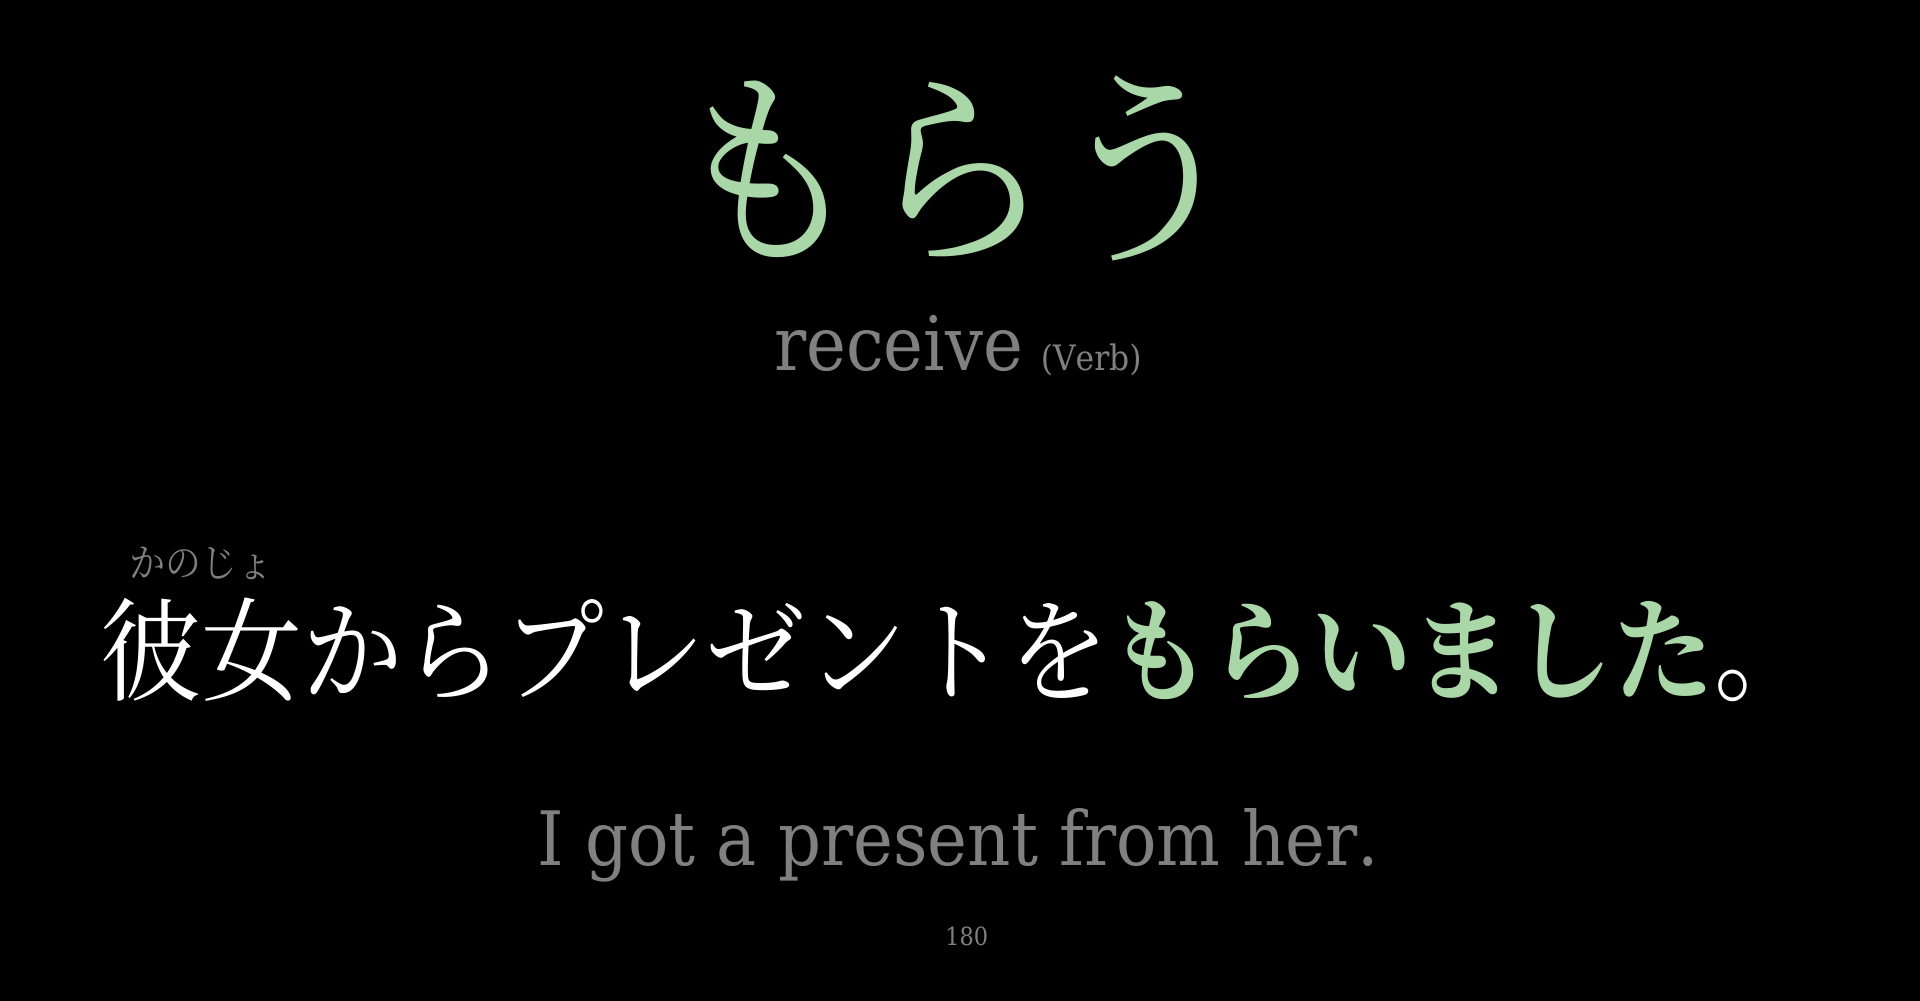 もらう
receive (Verb)
かのじょ
彼女からプレゼントをもらいました。
I got a present from her.
180